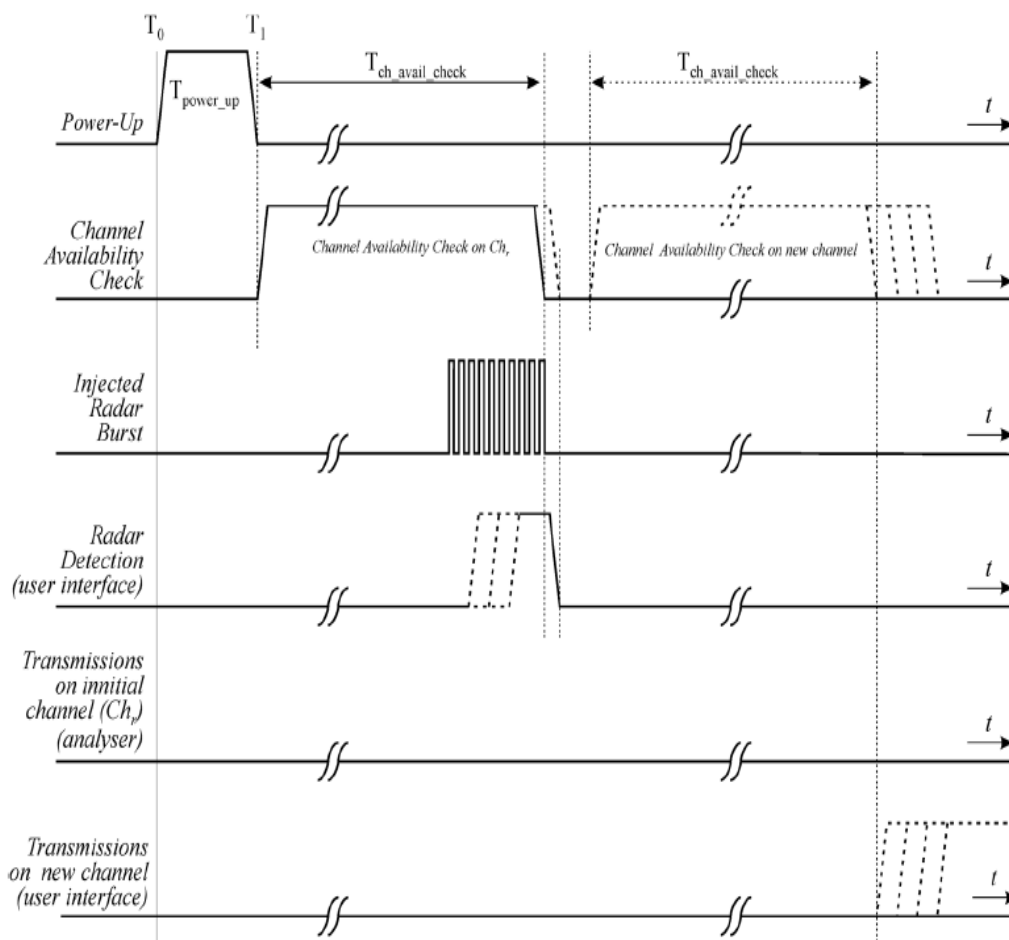 T0 T1
Tch_avail_check Tch_avail_check
Tpower_up
Power-Up t
Channel
Availability
Check
Channel Availability Check on Chr Channel Availability Check on new channel
t
Injected
Radar
Burst
t
Radar
Detection
(user interface)
t
Transmissions
on innitial
channel (Chr)
(analyser)
t
Transmissions
on new channel
(user interface)
t